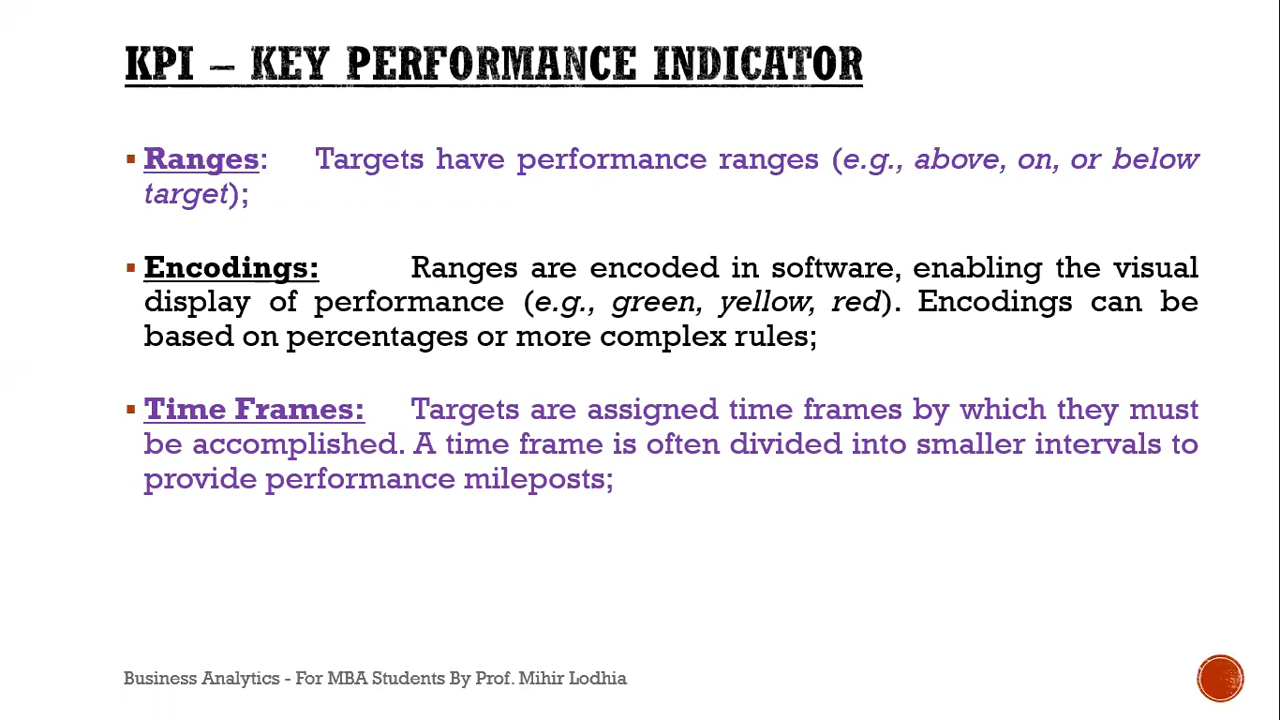 KPI – KEY PERFORMANCE INDICATOR
▪ Ranges: Targets have performance ranges (e.g., above, on, or below
target);
▪ Encodings: Ranges are encoded in software, enabling the visual
display of performance (e.g., green, yellow, red). Encodings can be
based on percentages or more complex rules;
▪ Time Frames: Targets are assigned time frames by which they must
be accomplished. A time frame is often divided into smaller intervals to
provide performance mileposts;
Business Analytics - For MBA Students By Prof. Mihir Lodhia